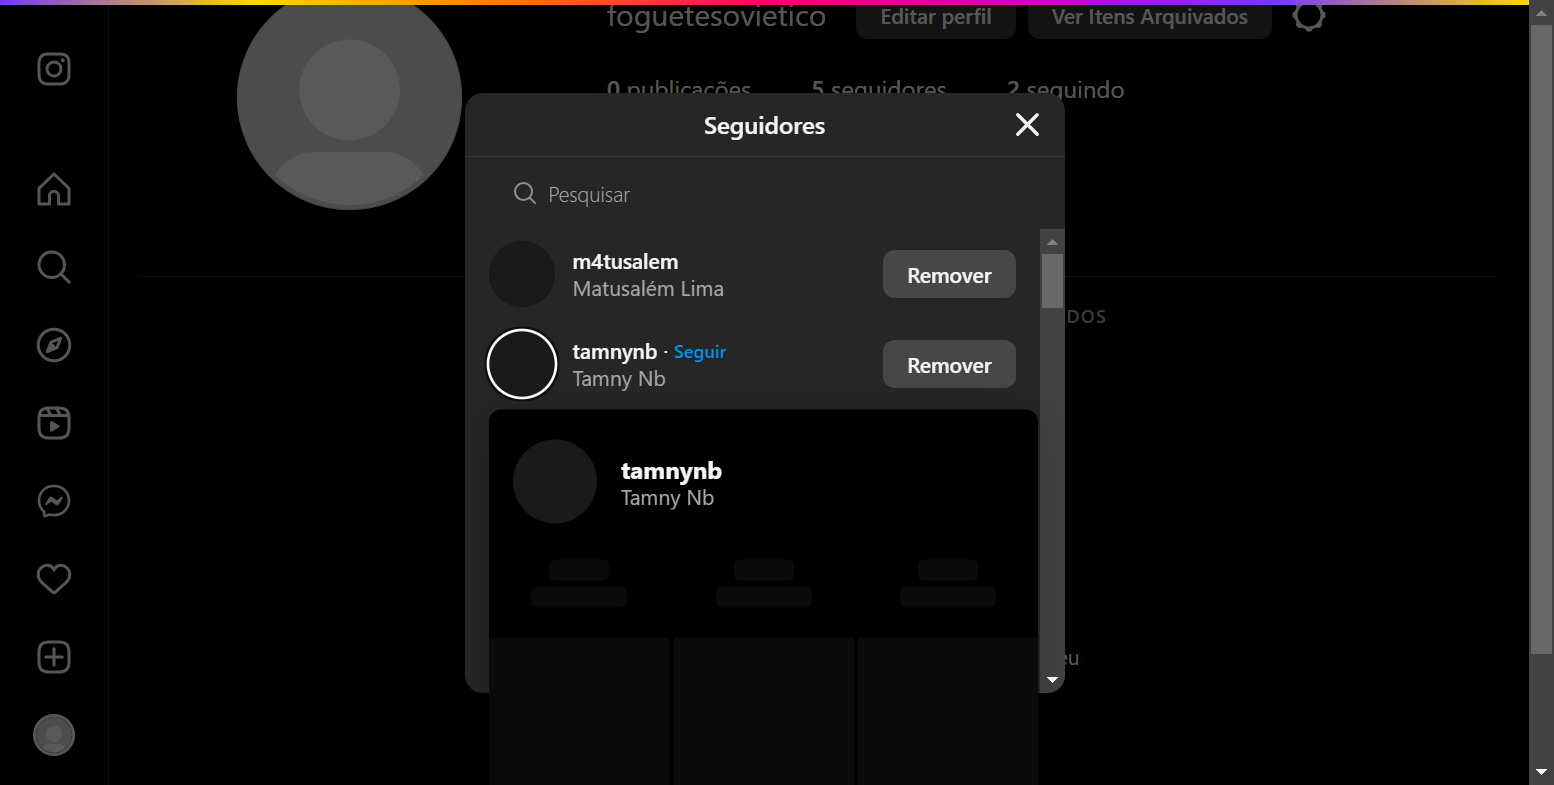 foguetesovietico Editar perfil Ver Itens Arquivados
0 publicações 5 seguidores 2 seguindo
Seguidores
Pesquisar
m4tusalem
Matusalém Lima
Remover
tamnynb · Seguir
Tamny Nb
Remover
tamnynb
Tamny Nb
DOS
eu